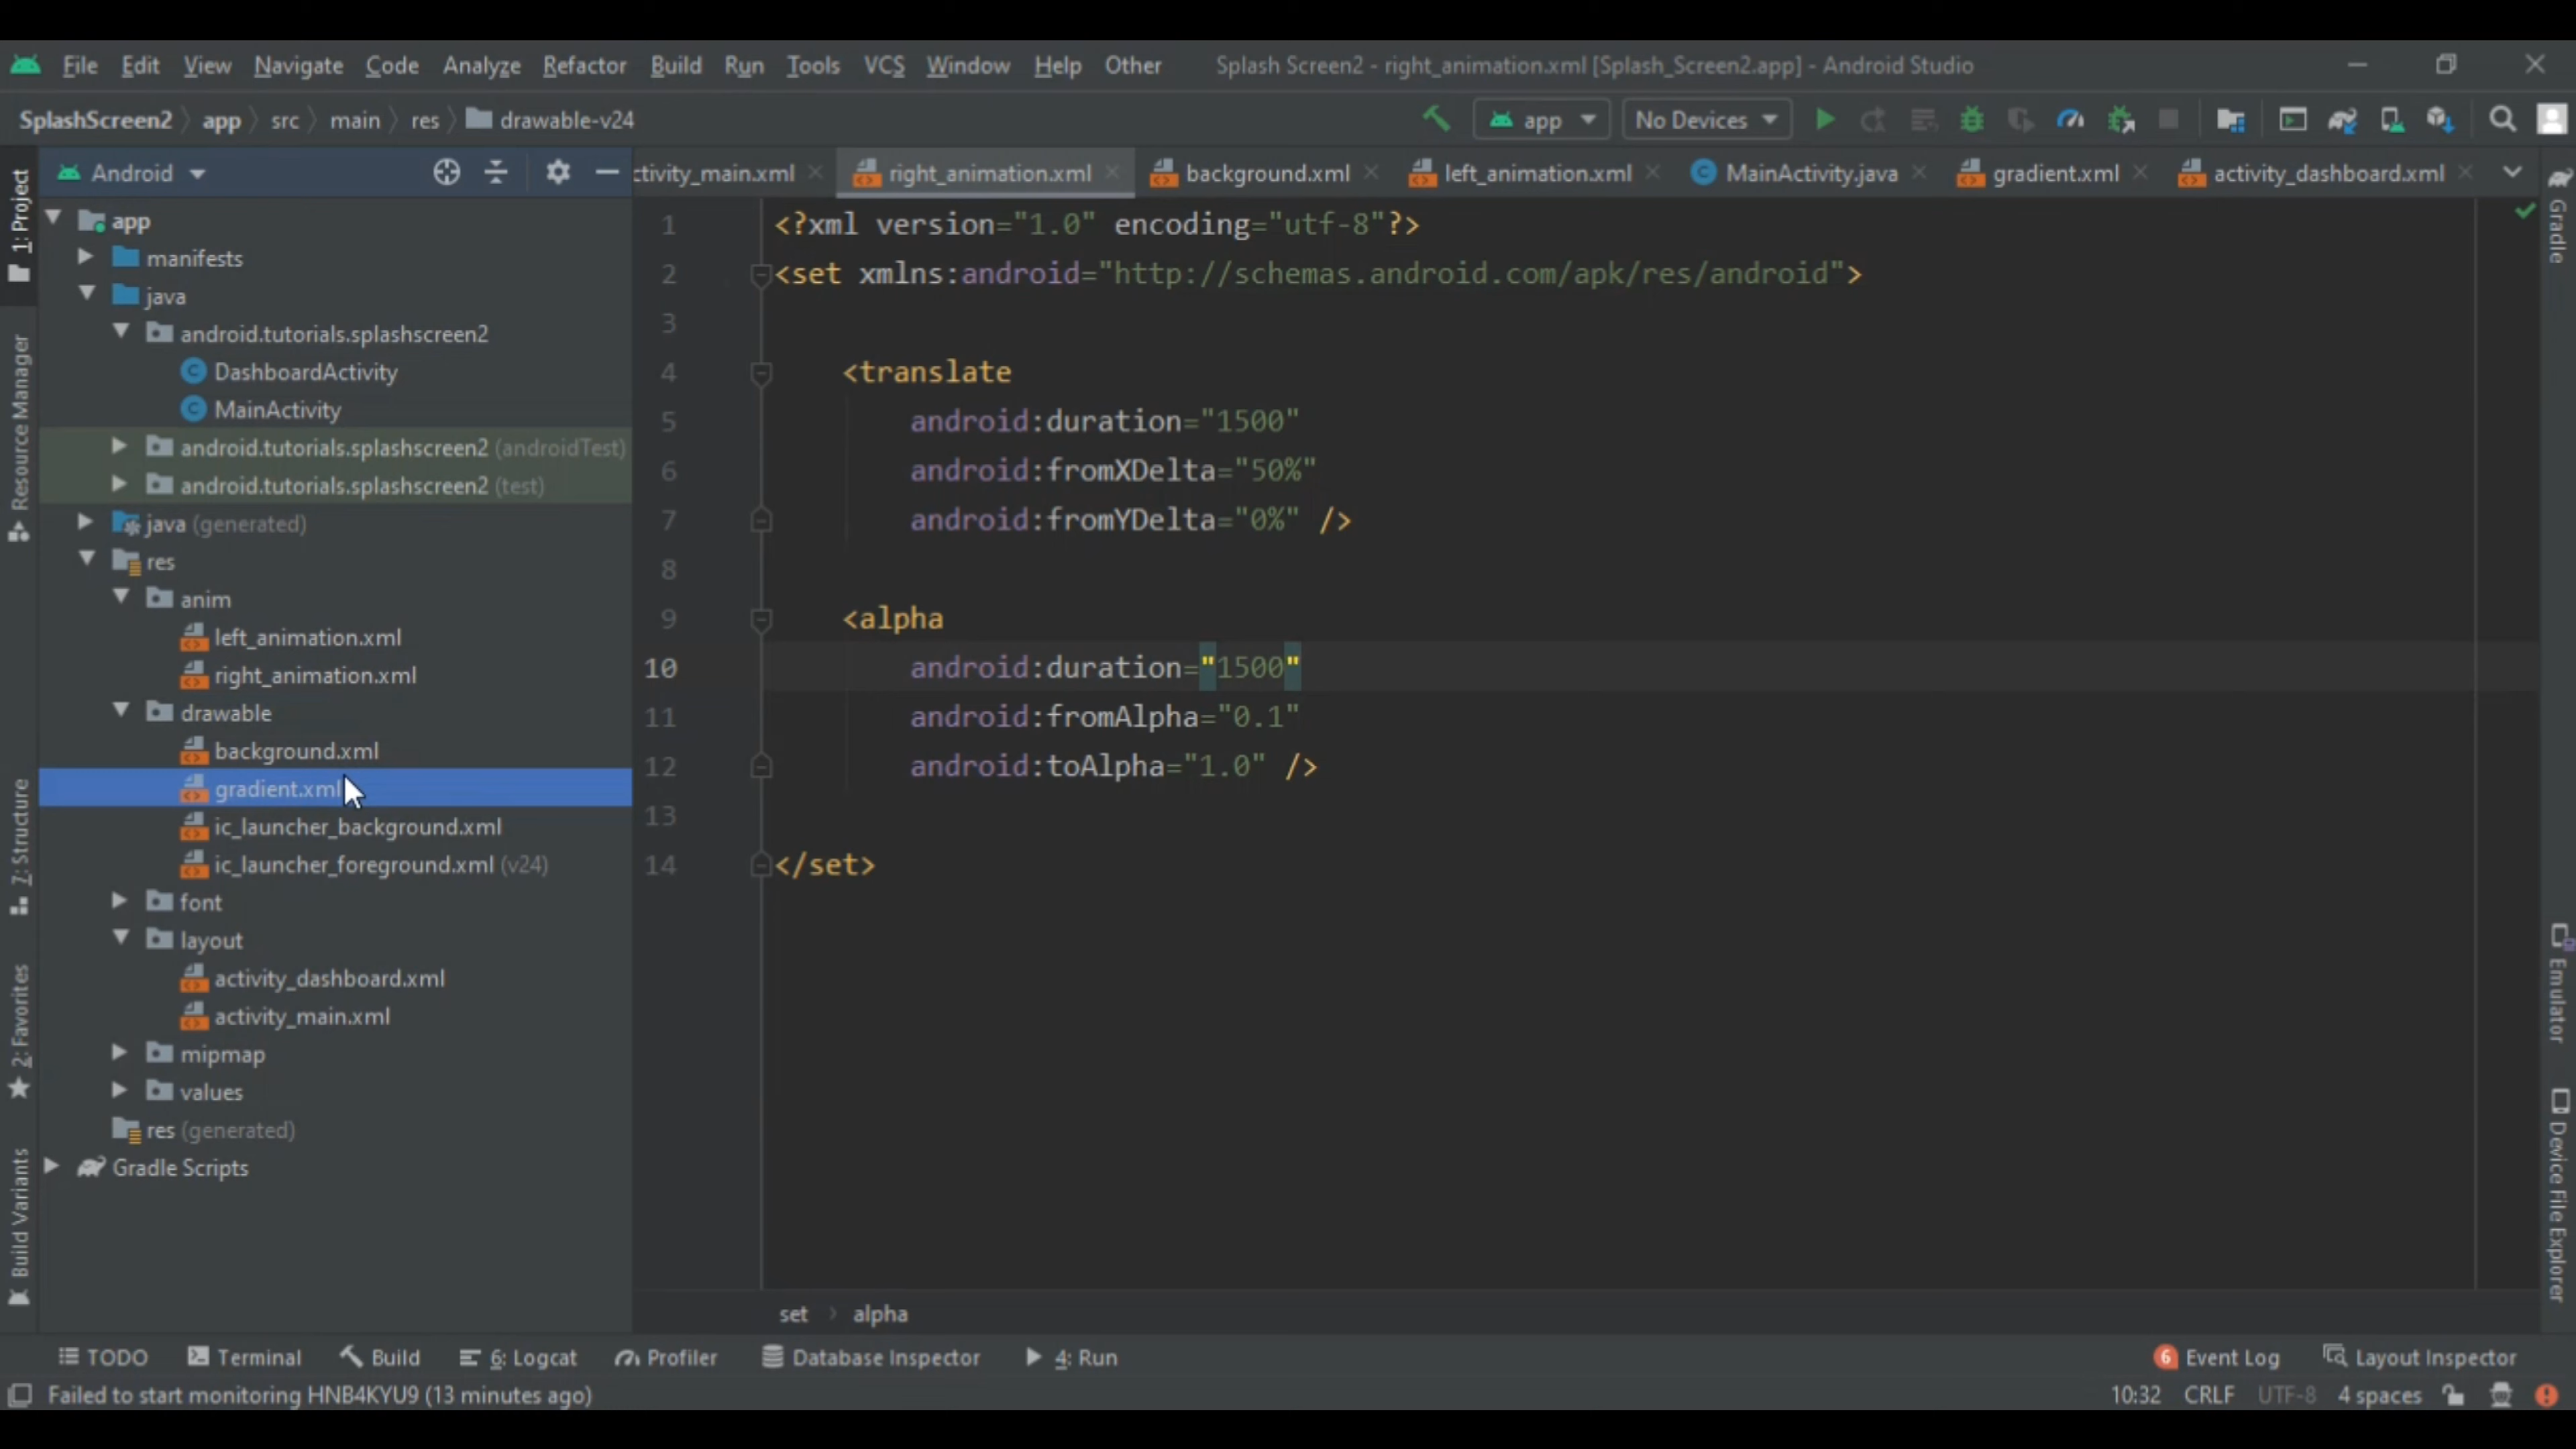 File Edit View Navigate Code Analyze Refactor Build Run Tools VCS Window Help Other Splash Screen2 - right_animation.xml [Splash_Screen2.app] - Android Studio
SplashScreen2 app src main res drawable-v24 app No Devices
Android
ctivity_main.xml right_animation.xml background.xml left_animation.xml MainActivity.java gradient.xml activity_dashboard.xml
1: Project
Resource Manager
7: Structure
2: Favorites
Build Variants
app
manifests
java
android.tutorials.splashscreen2
DashboardActivity
MainActivity
android.tutorials.splashscreen2 (androidTest)
android.tutorials.splashscreen2 (test)
java (generated)
res
anim
left_animation.xml
right_animation.xml
drawable
background.xml
gradient.xml
ic_launcher_background.xml
ic_launcher_foreground.xml (v24)
font
layout
activity_dashboard.xml
activity_main.xml
mipmap
values
res (generated)
Gradle Scripts
1 <?xml version="1.0" encoding="utf-8"?>
2 <set xmlns:android="http://schemas.android.com/apk/res/android">
3
4 <translate
5 android:duration="1500"
6 android:fromXDelta="50%"
7 android:fromYDelta="0%" />
8
9 <alpha
10 android:duration="1500"
11 android:fromAlpha="0.1"
12 android:toAlpha="1.0" />
13
14 </set>
set alpha
Gradle
Emulator
Device File Explorer
TODO Terminal Build 6: Logcat Profiler Database Inspector 4: Run 6 Event Log Layout Inspector
Failed to start monitoring HNB4KYU9 (13 minutes ago) 10:32 CRLF UTF-8 4 spaces